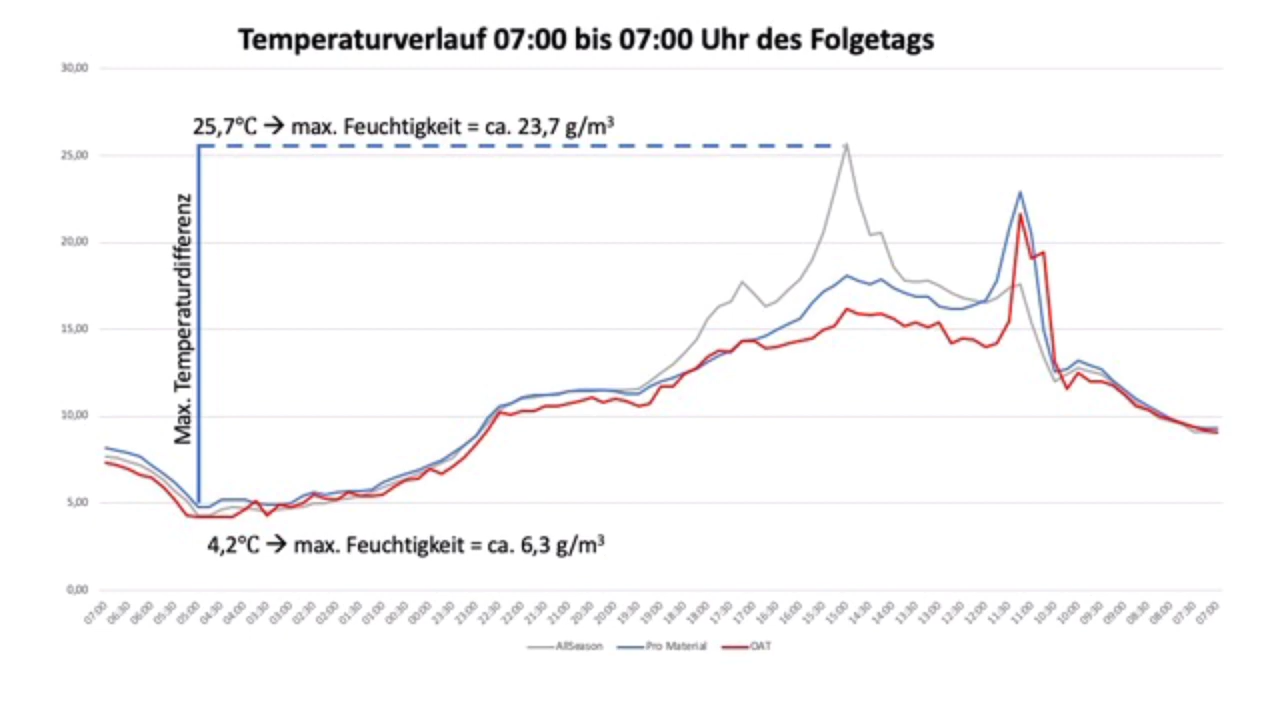 Temperaturverlauf 07:00 bis 07:00 Uhr des Folgetags
30,00
25,7°C → max. Feuchtigkeit = ca. 23,7 g/m³
25,00
Max. Temperaturdifferenz
20,00
15,00
10,00
5,00
4,2°C → max. Feuchtigkeit = ca. 6,3 g/m³
0,00
07:00 06:30 06:00 05:30 05:00 04:30 04:00 03:30 03:00 02:30 02:00 01:30 01:00 00:30 00:00 23:30 23:00 22:30 22:00 21:30 21:00 20:30 20:00 19:30 19:00 18:30 18:00 17:30 17:00 16:30 16:00 15:30 15:00 14:30 14:00 13:30 13:00 12:30 12:00 11:30 11:00 10:30 10:00 09:30 09:00 08:30 08:00 07:30 07:00
AllSeason Pro Material OAT